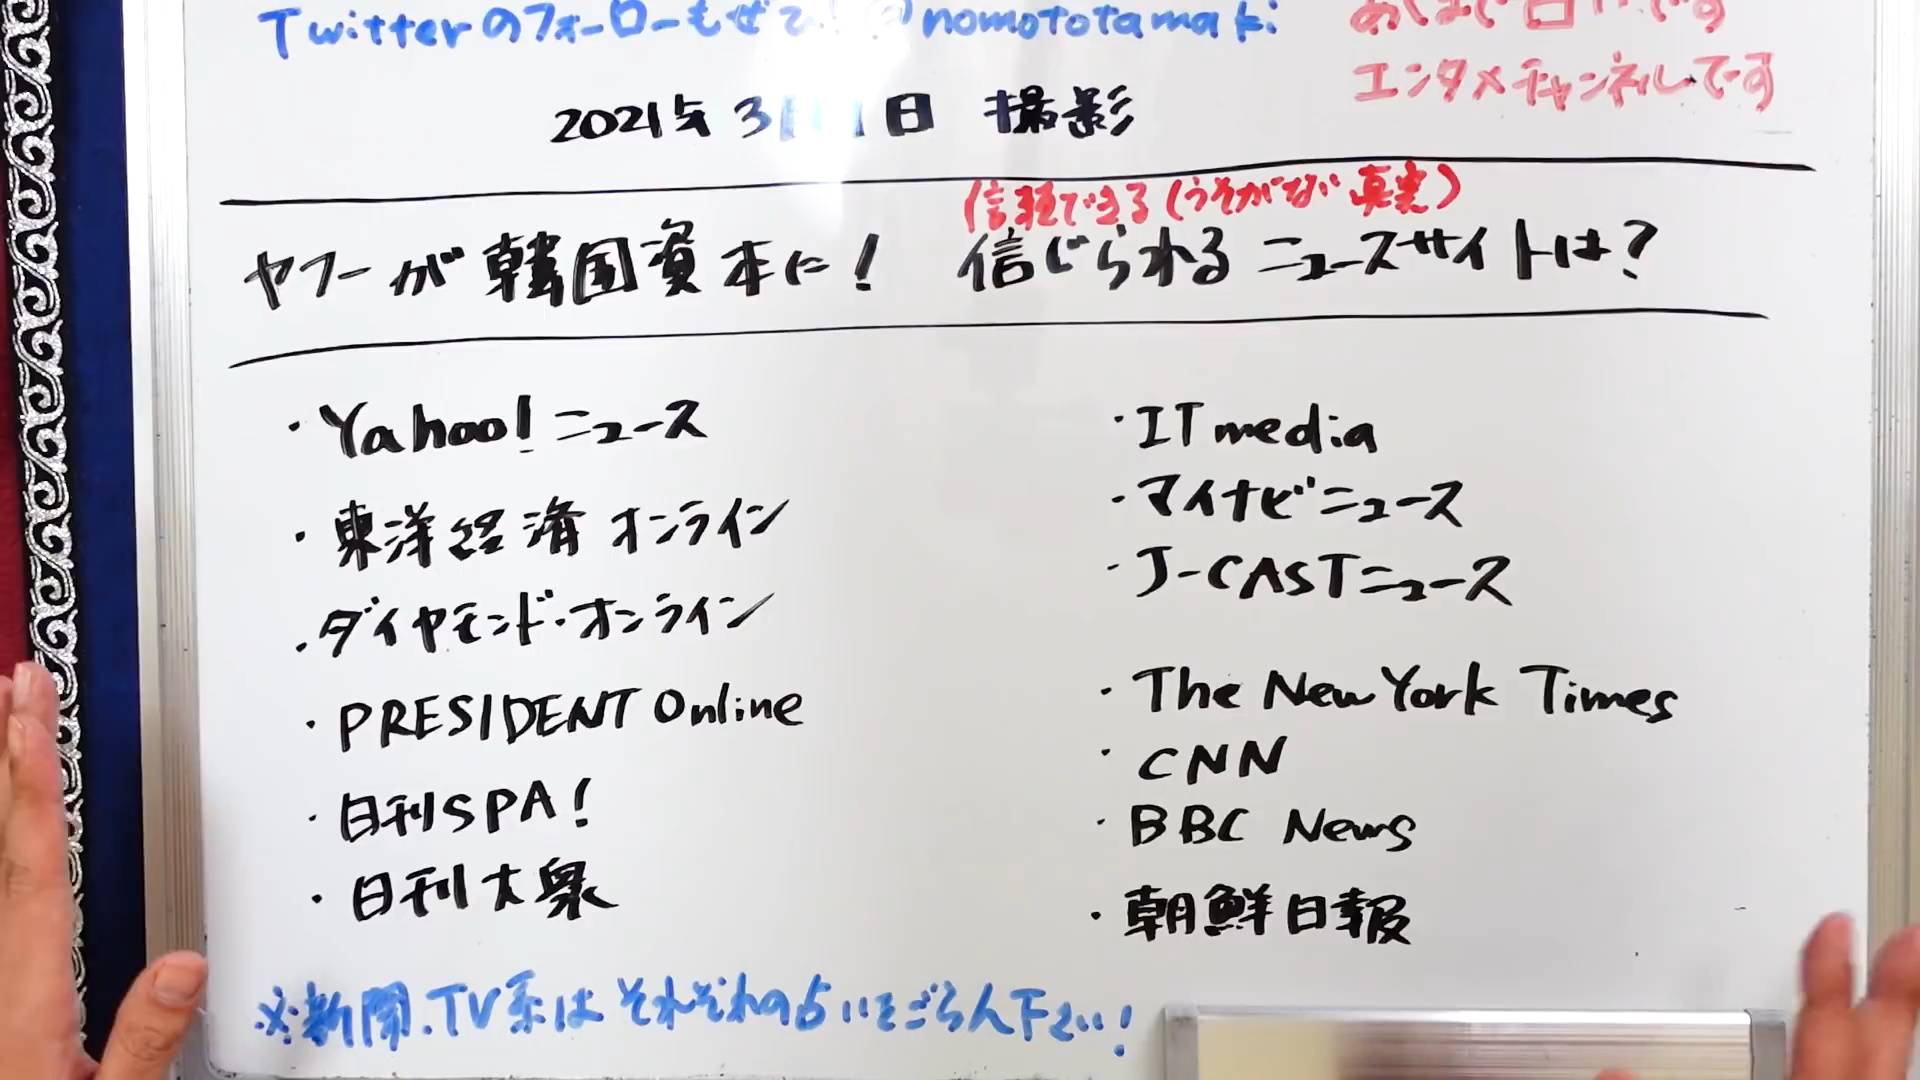 Twitterのフォローもぜひ!@nomototamaki
エンタメチャンネルです
2021年3月11日 撮影
信頼できる(うそがない 真実)
ヤフーが韓国資本に! 信じられるニュースサイトは?
・Yahoo!ニュース
・東洋経済オンライン
・ダイヤモンド・オンライン
・PRESIDENT Online
・日刊SPA!
・日刊大衆
・ITmedia
・マイナビニュース
・J-CASTニュース
・The New York Times
・CNN
・BBC News
・朝鮮日報
※新聞、TV系はそれぞれの占いをごらん下さい!